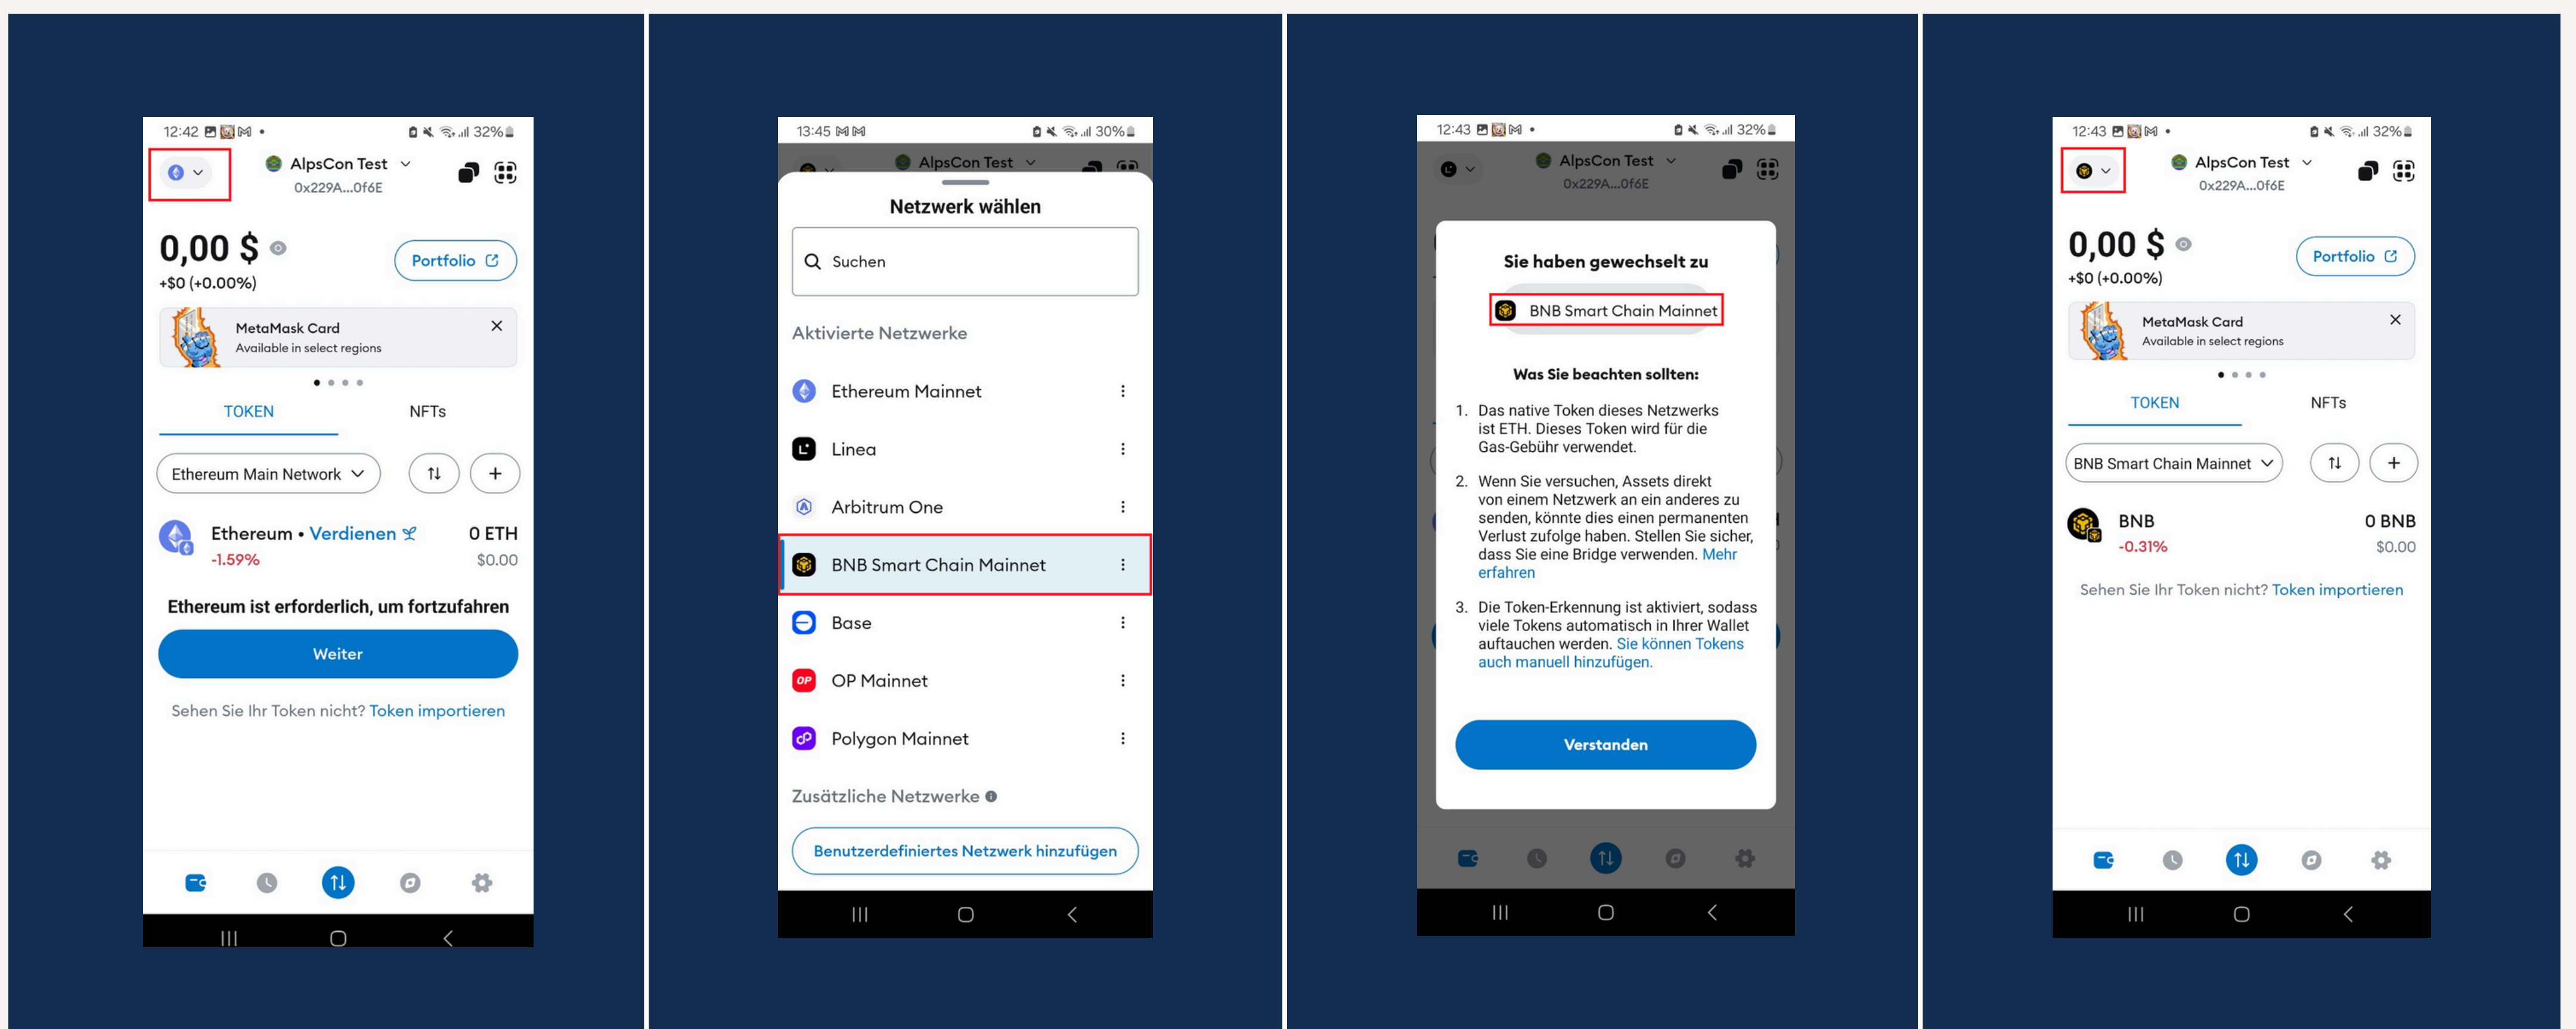 12:42
32%
AlpsCon Test
0x229A...0f6E
0,00 $
Portfolio
+$0 (+0.00%)
MetaMask Card
Available in select regions
TOKEN NFTs
Ethereum Main Network
Ethereum • Verdienen 0 ETH
-1.59% $0.00
Ethereum ist erforderlich, um fortzufahren
Weiter
Sehen Sie Ihr Token nicht? Token importieren
13:45
30%
AlpsCon Test
Netzwerk wählen
Suchen
Aktivierte Netzwerke
Ethereum Mainnet
Linea
Arbitrum One
BNB Smart Chain Mainnet
Base
OP OP Mainnet
Polygon Mainnet
Zusätzliche Netzwerke
Benutzerdefiniertes Netzwerk hinzufügen
12:43
32%
AlpsCon Test
0x229A...0f6E
Sie haben gewechselt zu
BNB Smart Chain Mainnet
Was Sie beachten sollten:
1. Das native Token dieses Netzwerks
ist ETH. Dieses Token wird für die
Gas-Gebühr verwendet.
2. Wenn Sie versuchen, Assets direkt
von einem Netzwerk an ein anderes zu
senden, könnte dies einen permanenten
Verlust zufolge haben. Stellen Sie sicher,
dass Sie eine Bridge verwenden. Mehr
erfahren
3. Die Token-Erkennung ist aktiviert, sodass
viele Tokens automatisch in Ihrer Wallet
auftauchen werden. Sie können Tokens
auch manuell hinzufügen.
Verstanden
12:43
32%
AlpsCon Test
0x229A...0f6E
0,00 $
Portfolio
+$0 (+0.00%)
MetaMask Card
Available in select regions
TOKEN NFTs
BNB Smart Chain Mainnet
BNB 0 BNB
-0.31% $0.00
Sehen Sie Ihr Token nicht? Token importieren